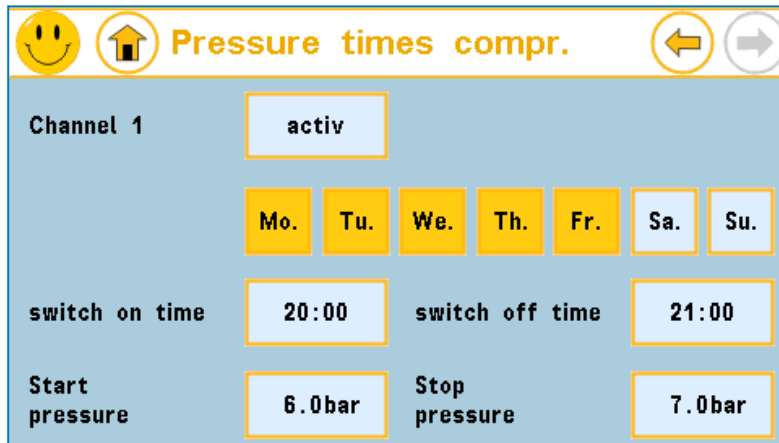 Pressure times compr.
Channel 1 activ
Mo. Tu. We. Th. Fr. Sa. Su.
switch on time 20:00 switch off time 21:00
Start pressure 6.0bar Stop pressure 7.0bar